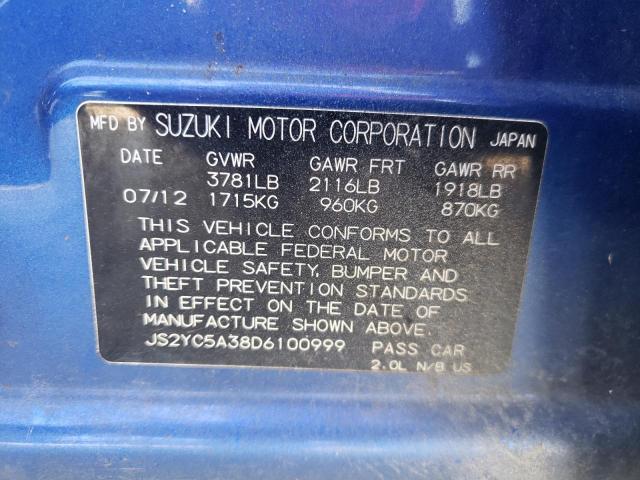 MFD BY SUZUKI MOTOR CORPORATION JAPAN
DATE GVWR GAWR FRT GAWR RR
3781LB 2116LB 1918LB
07/12 1715KG 960KG 870KG
THIS VEHICLE CONFORMS TO ALL
APPLICABLE FEDERAL MOTOR
VEHICLE SAFETY, BUMPER AND
THEFT PREVENTION STANDARDS
IN EFFECT ON THE DATE OF
MANUFACTURE SHOWN ABOVE.
JS2YC5A38D6100999 PASS CAR
2.0L N/B US